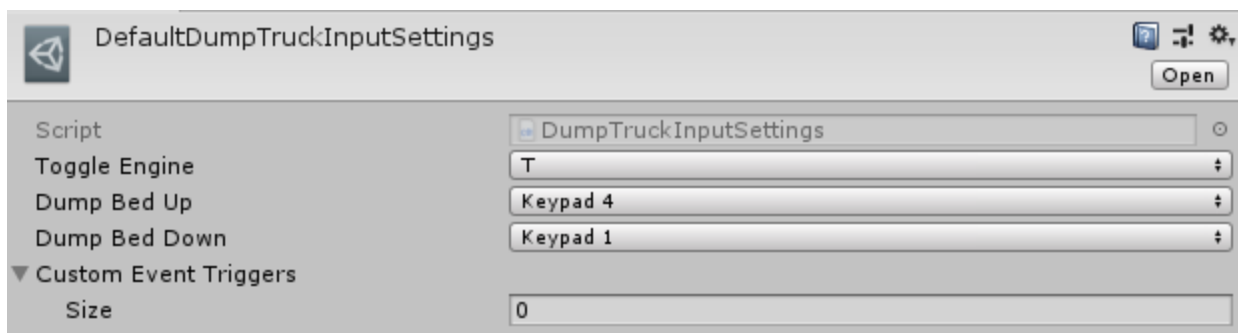 DefaultDumpTruckInputSettings
Open
Script DumpTruckInputSettings
Toggle Engine T
Dump Bed Up Keypad 4
Dump Bed Down Keypad 1
Custom Event Triggers
Size 0